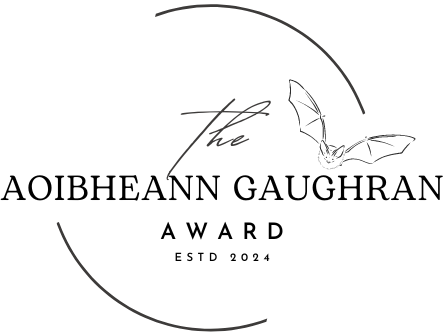 the
AOIBHEANN GAUGHRAN
AWARD
ESTD 2024